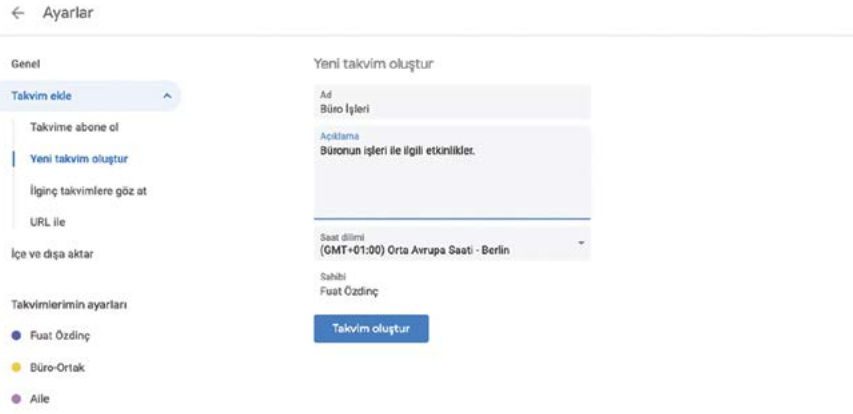 Ayarlar
Genel
Takvim ekle
Takvime abone ol
Yeni takvim oluştur
İlginç takvimlere göz at
URL ile
İçe ve dışa aktar
Takvimlerimin ayarları
Fuat Özdinç
Büro-Ortak
Aile
Yeni takvim oluştur
Ad
Büro İşleri
Açıklama
Büronun işleri ile ilgili etkinlikler.
Saat dilimi
(GMT+01:00) Orta Avrupa Saati - Berlin
Sahibi
Fuat Özdinç
Takvim oluştur